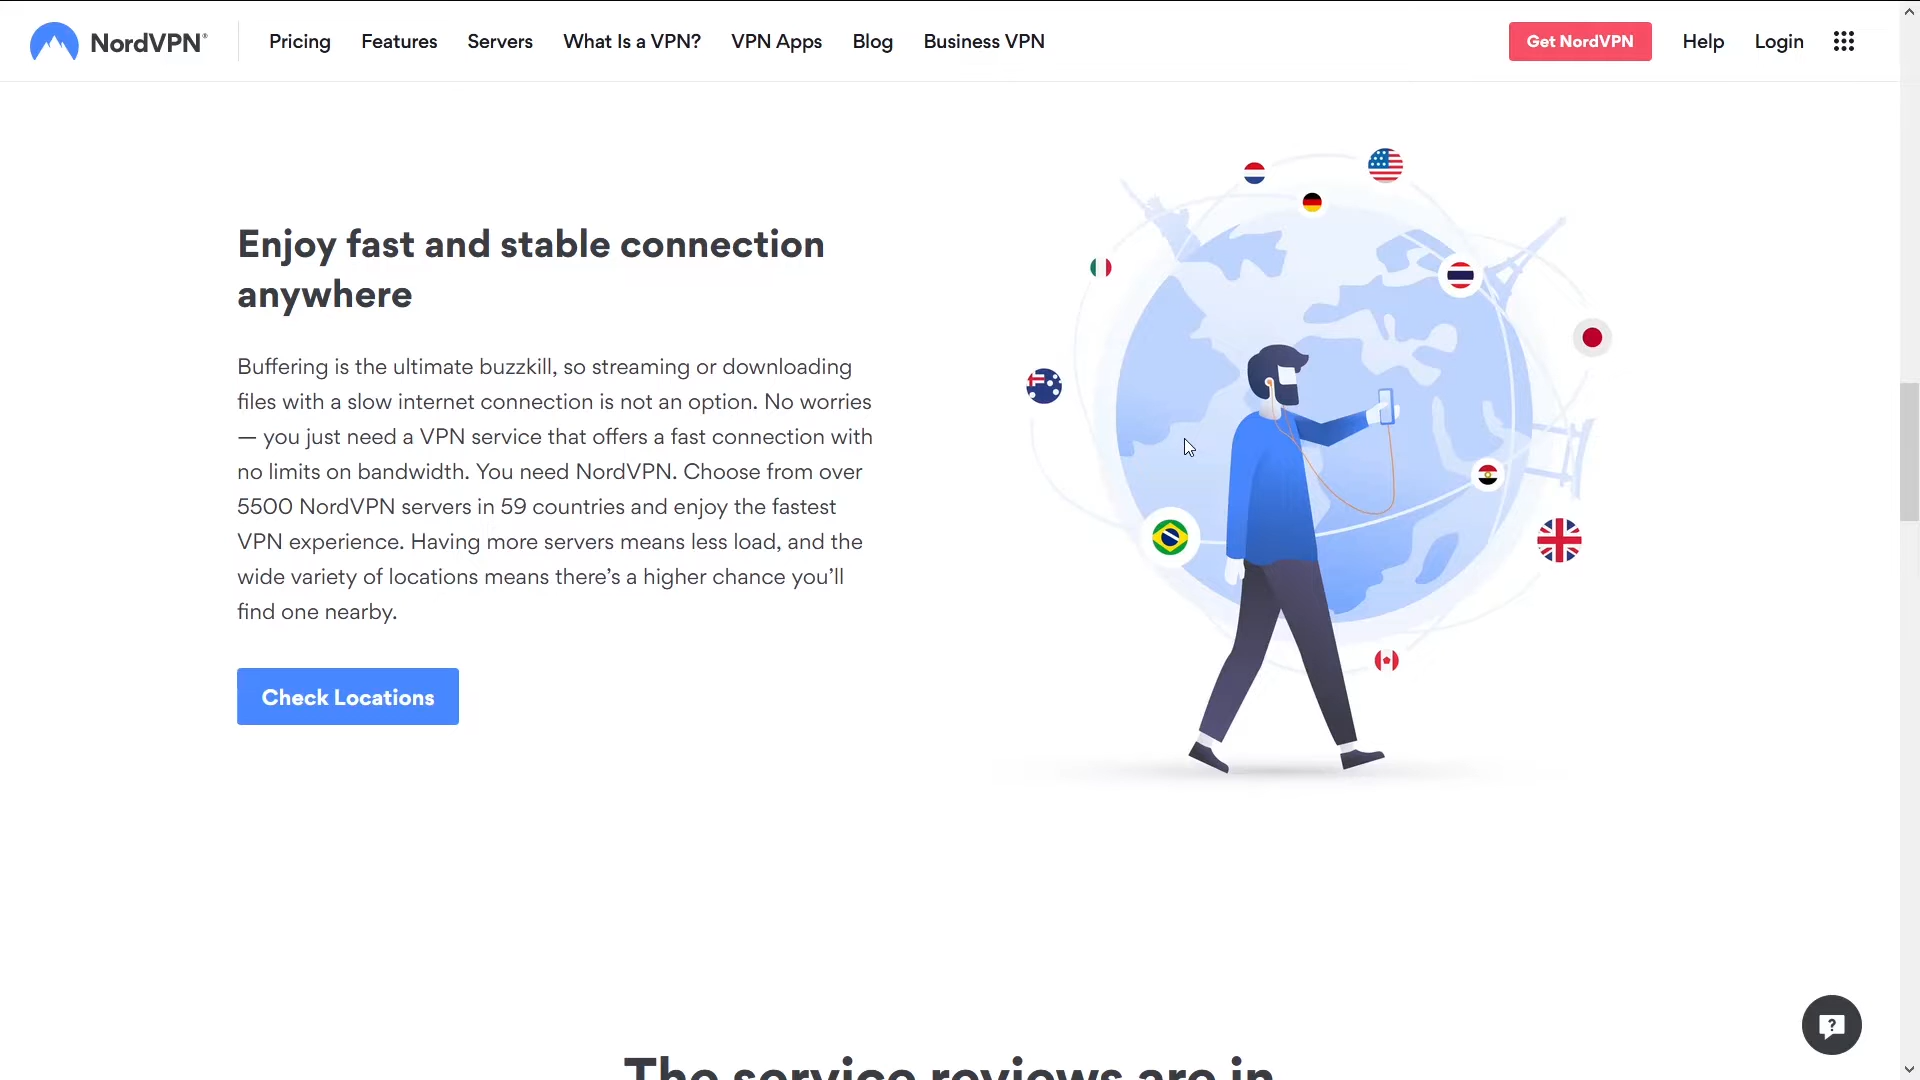 NordVPN®
Pricing
Features
Servers
What Is a VPN?
VPN Apps
Blog
Business VPN
Get NordVPN
Help
Login
Enjoy fast and stable connection
anywhere
Buffering is the ultimate buzzkill, so streaming or downloading
files with a slow internet connection is not an option. No worries
— you just need a VPN service that offers a fast connection with
no limits on bandwidth. You need NordVPN. Choose from over
5500 NordVPN servers in 59 countries and enjoy the fastest
VPN experience. Having more servers means less load, and the
wide variety of locations means there’s a higher chance you’ll
find one nearby.
Check Locations
?
The service reviews are in